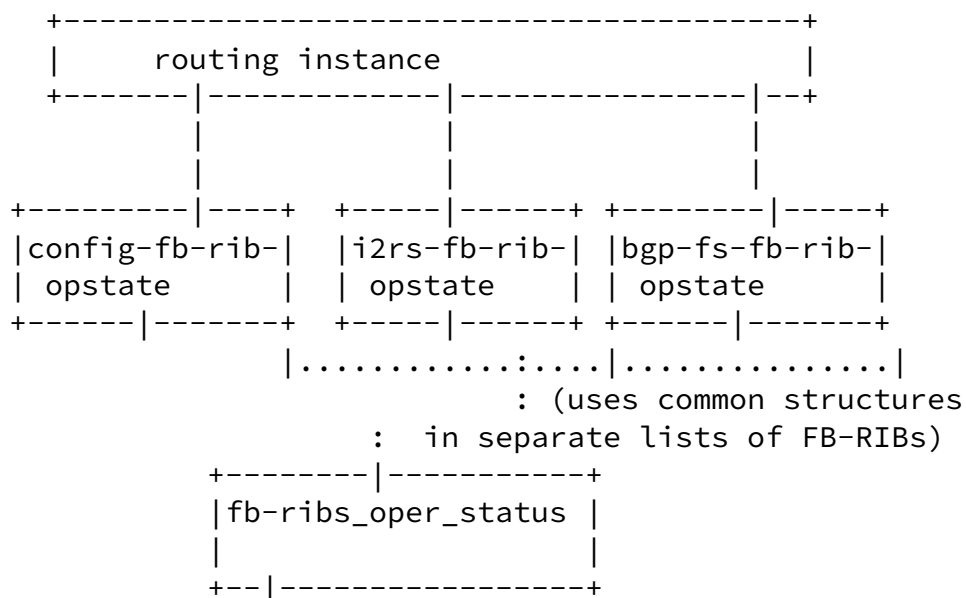 +---------------------------------------+
| routing instance |
+-------|-------------|----------------|--+
| | |
| | |
+---------|----+ +-----|------+ +--------|-----+
|config-fb-rib-| |i2rs-fb-rib-| |bgp-fs-fb-rib-|
| opstate | | opstate | | opstate |
+------|-------+ +-----|------+ +------|-------+
|............:....|...............|
: (uses common structures
: in separate lists of FB-RIBs)
+--------|-----------+
|fb-ribs_oper_status |
| |
+--|-----------------+